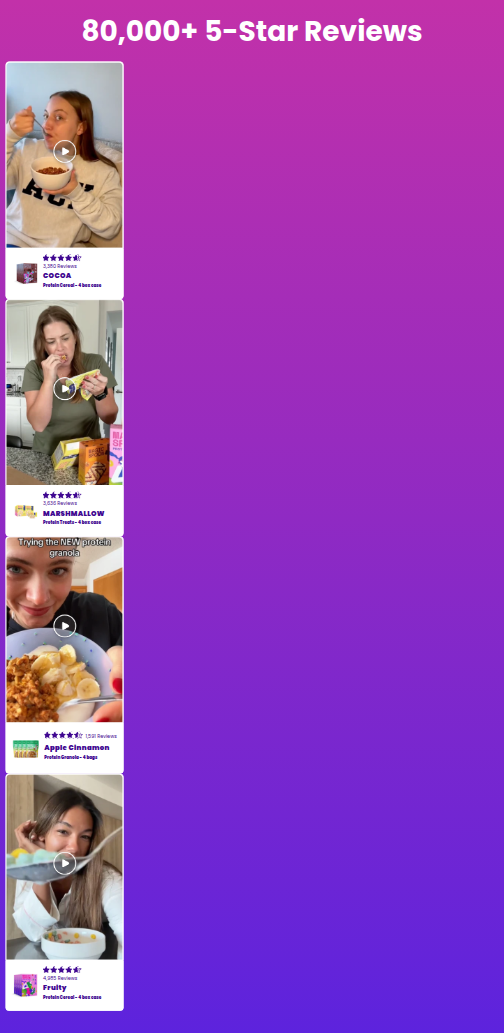 80,000+ 5-Star Reviews
3,350 Reviews
COCOA
Protein Cereal - 4 box case
3,636 Reviews
MARSHMALLOW
Protein Treats - 4 box case
Trying the NEW protein
granola
1,591 Reviews
Apple Cinnamon
Protein Granola - 4 bags
4,985 Reviews
Fruity
Protein Cereal - 4 box case